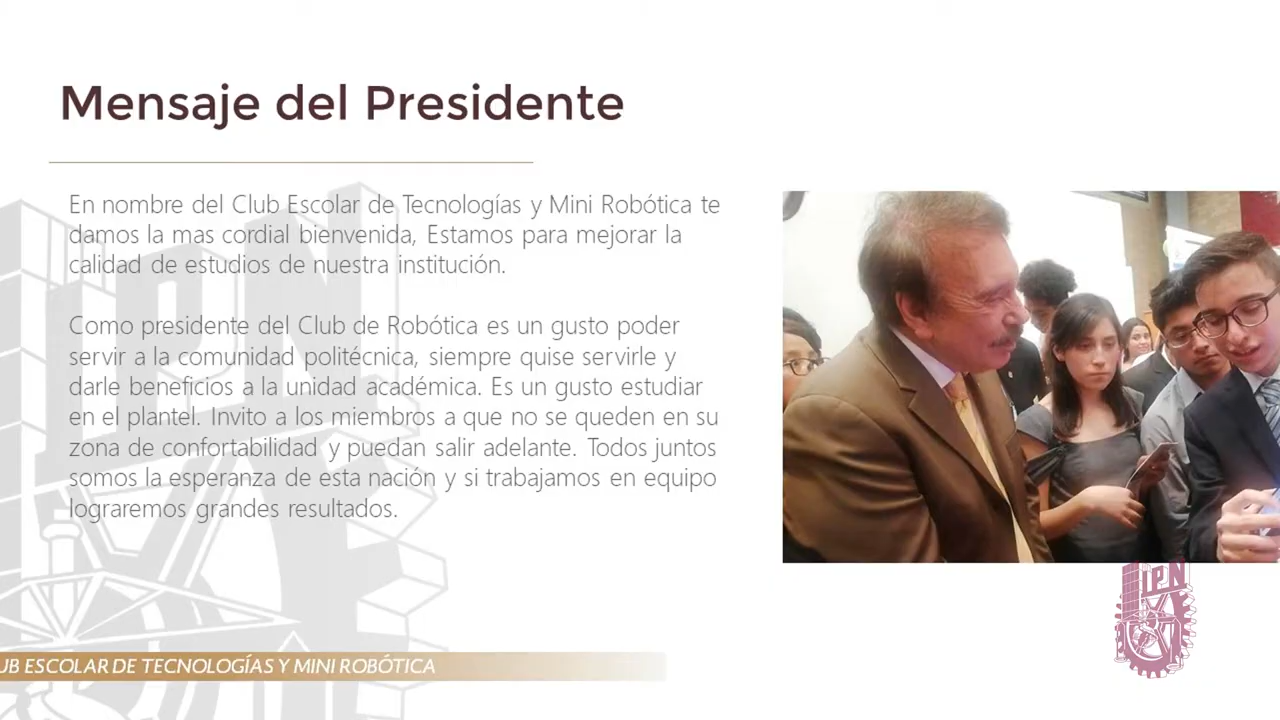 Mensaje del Presidente
En nombre del Club Escolar de Tecnologías y Mini Robótica te
damos la mas cordial bienvenida, Estamos para mejorar la
calidad de estudios de nuestra institución.
Como presidente del Club de Robótica es un gusto poder
servir a la comunidad politécnica, siempre quise servirle y
darle beneficios a la unidad académica. Es un gusto estudiar
en el plantel. Invito a los miembros a que no se queden en su
zona de confortabilidad y puedan salir adelante. Todos juntos
somos la esperanza de esta nación y si trabajamos en equipo
lograremos grandes resultados.
IPN
IPN
UB ESCOLAR DE TECNOLOGÍAS Y MINI ROBÓTICA